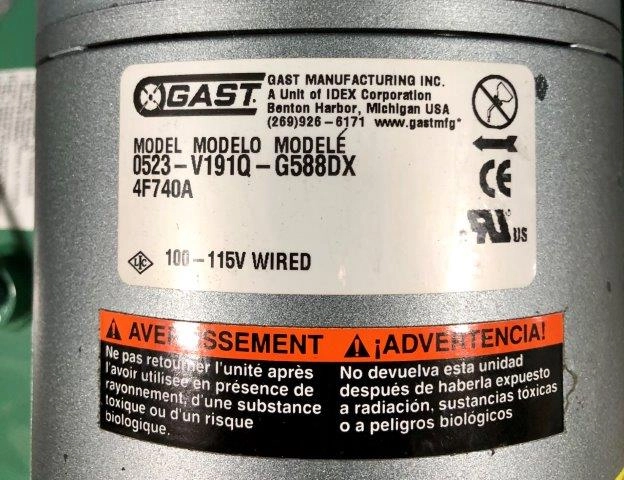 GAST
GAST MANUFACTURING INC.
A Unit of IDEX Corporation
Benton Harbor, Michigan USA
(269)926-6171 www.gastmfg*
MODEL MODELO MODELÉ
0523-V191Q-G588DX
4F740A
CE
RU US
100-115V WIRED
AVERTISSEMENT
Ne pas retourner l'unité après
l'avoir utilisée en présence de
rayonnement, d'une substance
toxique ou d'un risque
biologique.
¡ADVERTENCIA!
No devuelva esta unidad
después de haberla expuesto
a radiación, sustancias tóxicas
o a peligros biológicos